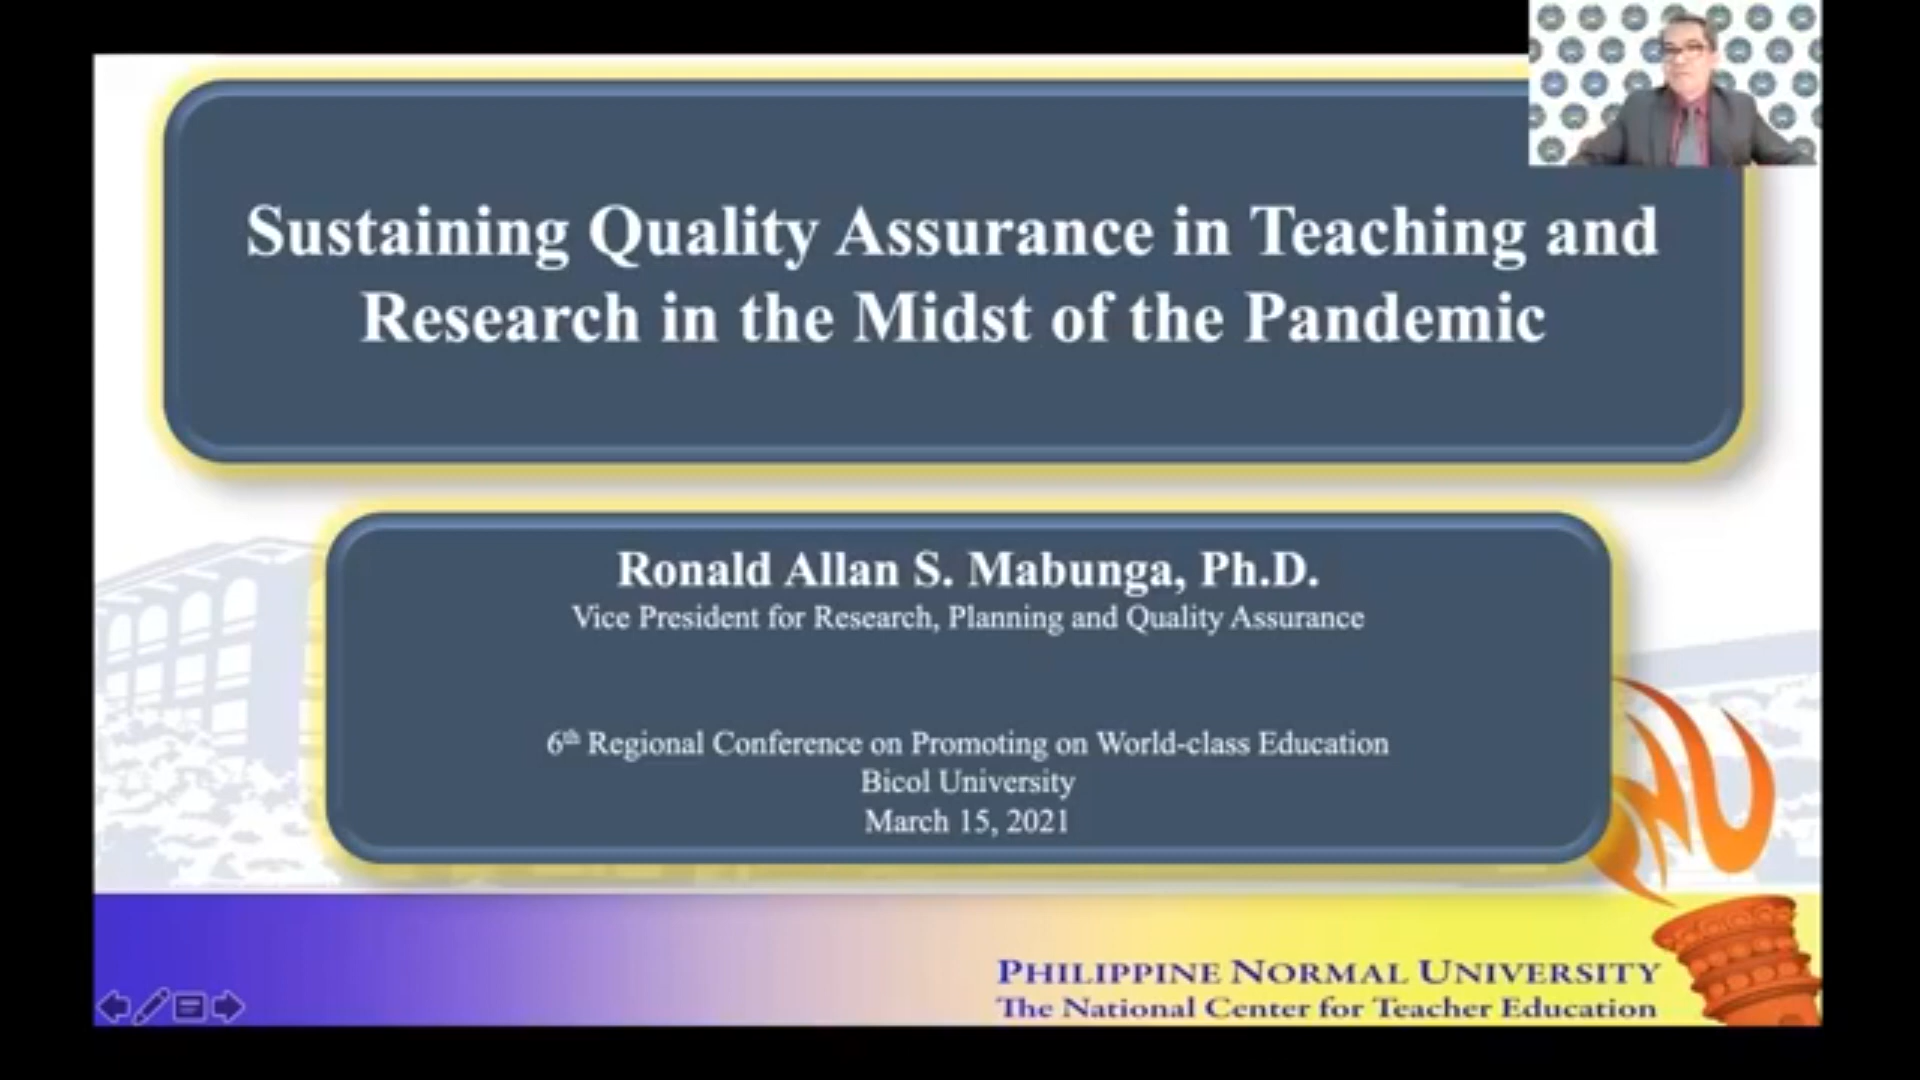 Sustaining Quality Assurance in Teaching and
Research in the Midst of the Pandemic
Ronald Allan S. Mabunga, Ph.D.
Vice President for Research, Planning and Quality Assurance
6th Regional Conference on Promoting on World-class Education
Bicol University
March 15, 2021
PNU
PHILIPPINE NORMAL UNIVERSITY
The National Center for Teacher Education